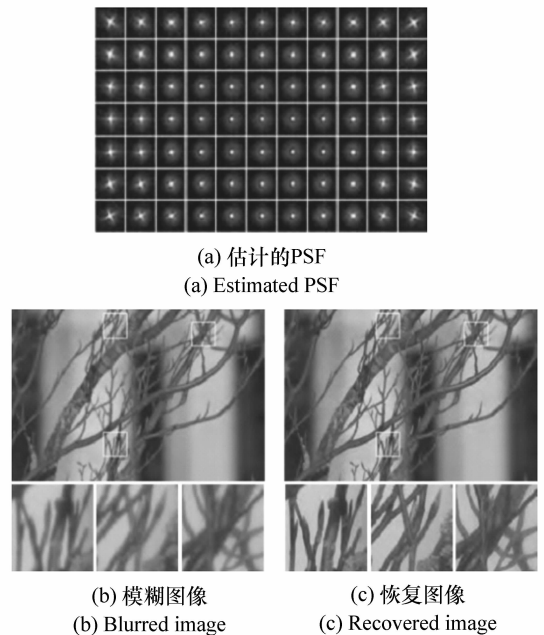 (a) 估计的PSF
(a) Estimated PSF
(b) 模糊图像
(b) Blurred image
(c) 恢复图像
(c) Recovered image